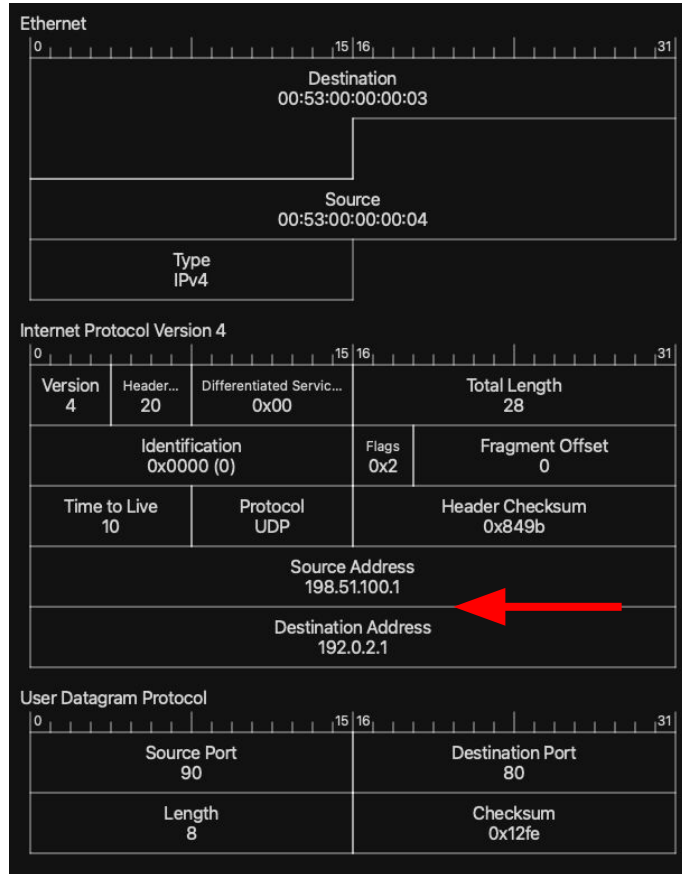 Ethernet
0 15 16 31
Destination
00:53:00:00:00:03
Source
00:53:00:00:00:04
Type
IPv4
Internet Protocol Version 4
0 15 16 31
Version Header... Differentiated Servic... Total Length
4 20 0x00 28
Identification Flags Fragment Offset
0x0000 (0) 0x2 0
Time to Live Protocol Header Checksum
10 UDP 0x849b
Source Address
198.51.100.1
Destination Address
192.0.2.1
User Datagram Protocol
0 15 16 31
Source Port Destination Port
90 80
Length Checksum
8 0x12fe